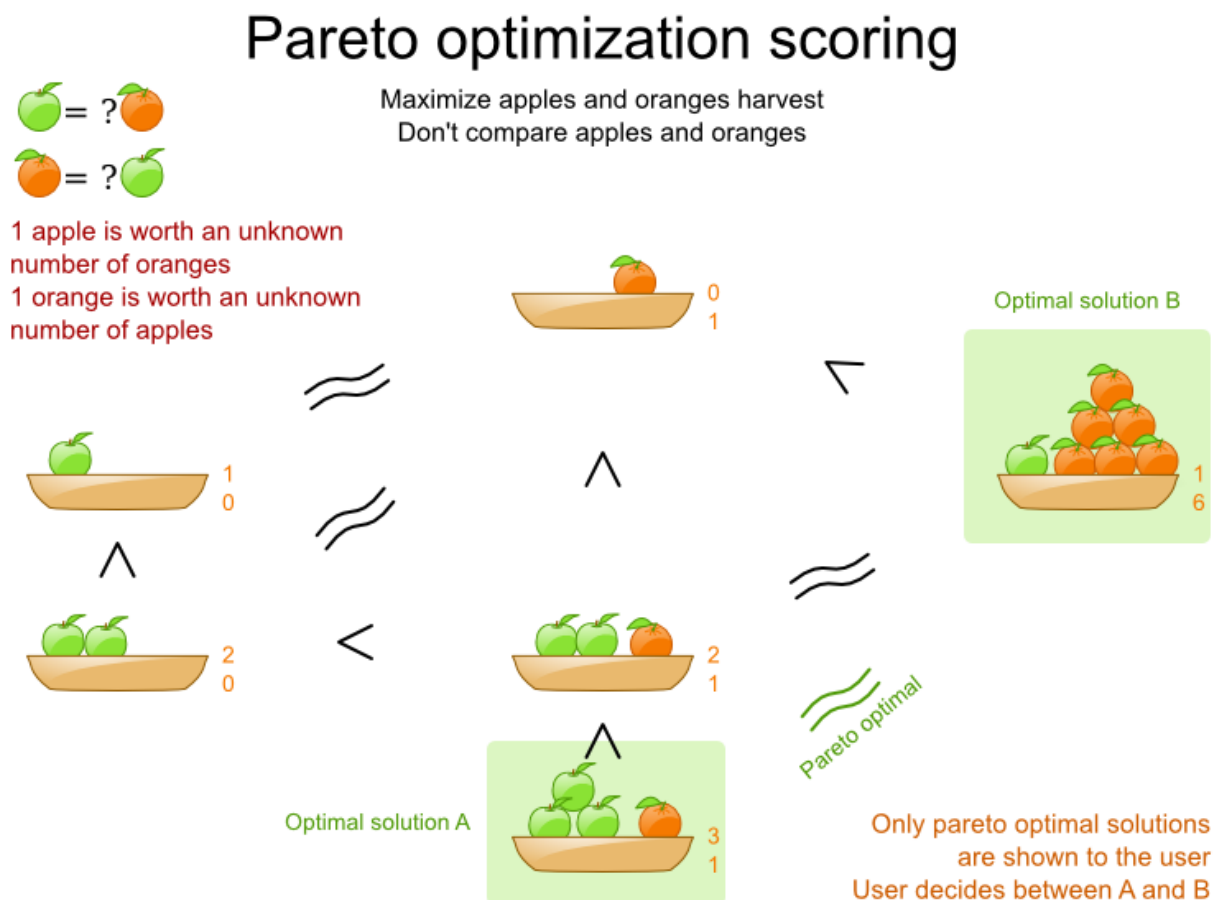 Pareto optimization scoring
Maximize apples and oranges harvest
Don't compare apples and oranges
= ?
= ?
1 apple is worth an unknown
number of oranges
1 orange is worth an unknown
number of apples
0
1
Optimal solution B
1
0
1
6
2
0
2
1
Pareto optimal
Optimal solution A
3
1
Only pareto optimal solutions
are shown to the user
User decides between A and B